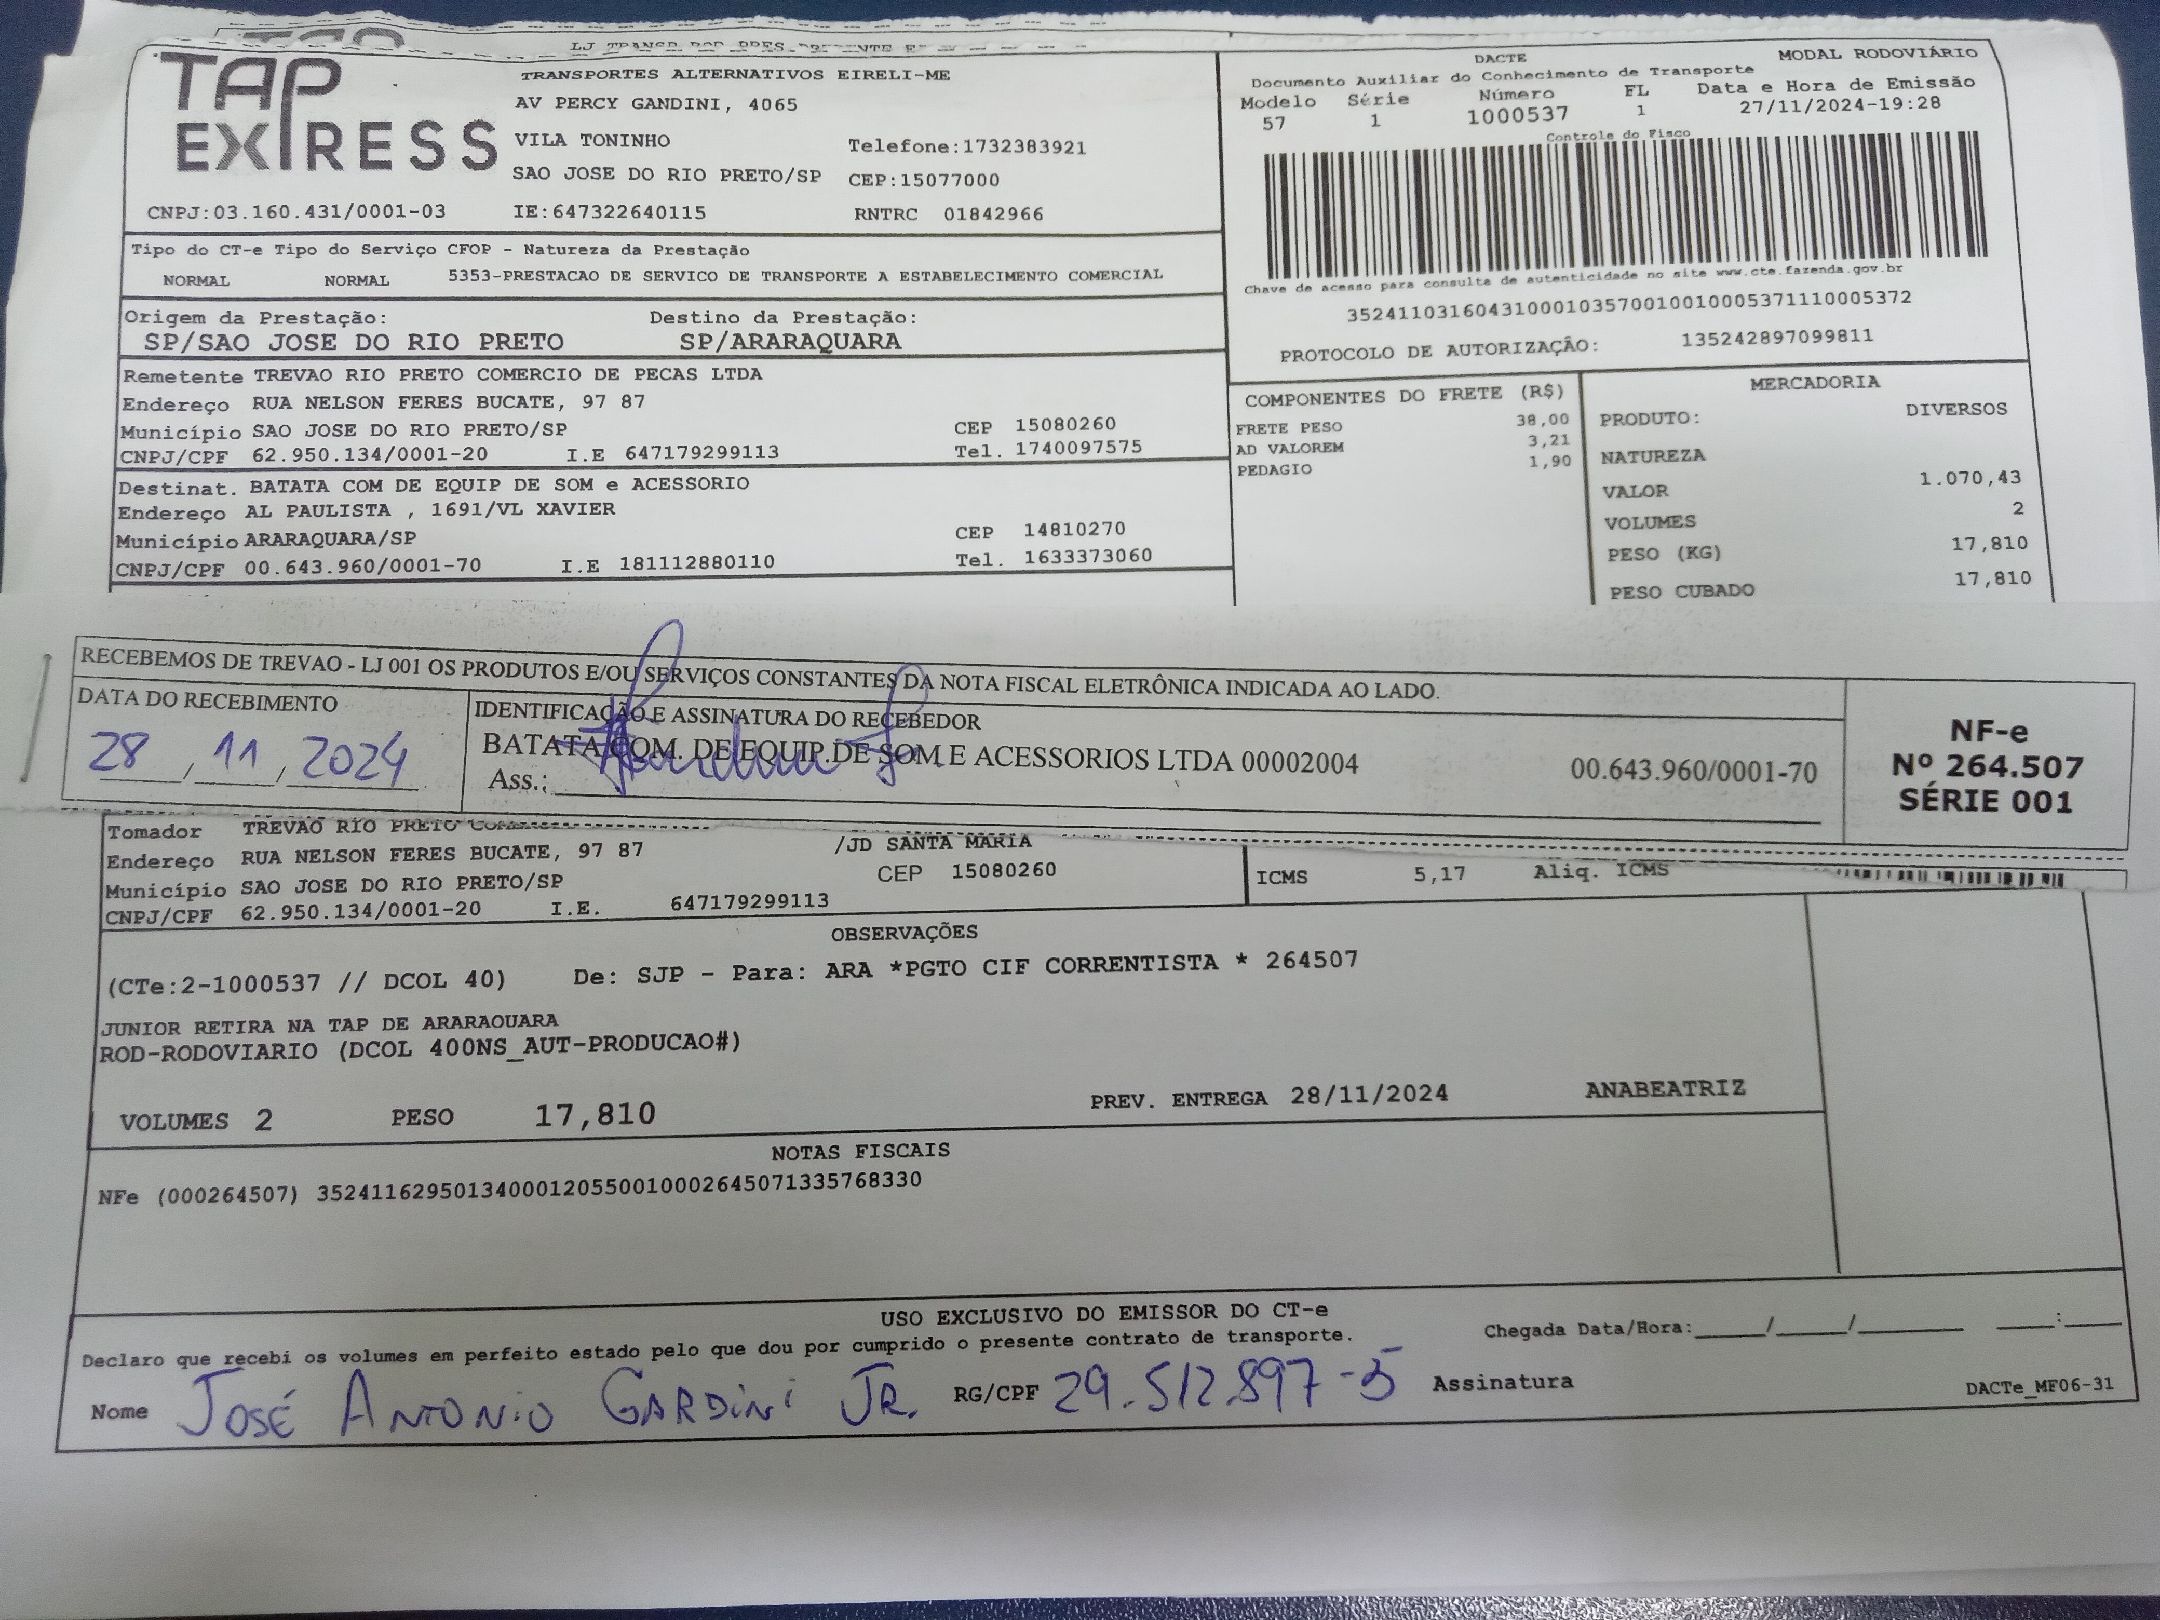 TAP EXPRESS
TRANSPORTES ALTERNATIVOS EIRELI-ME
AV PERCY GANDINI, 4065
VILA TONINHO Telefone:1732383921
SAO JOSE DO RIO PRETO/SP CEP:15077000
CNPJ:03.160.431/0001-03 IE:647322640115 RNTRC 01842966
DACTE MODAL RODOVIÁRIO
Documento Auxiliar do Conhecimento de Transporte
Modelo Série Número FL Data e Hora de Emissão
57 1 1000537 1 27/11/2024-19:28
Controle do Fisco
Chave de acesso para consulta de autenticidade no site www.cte.fazenda.gov.br
35241103160431000103570010010005371110005372
PROTOCOLO DE AUTORIZAÇÃO: 135242897099811
Tipo do CT-e Tipo do Serviço CFOP - Natureza da Prestação
NORMAL NORMAL 5353-PRESTACAO DE SERVICO DE TRANSPORTE A ESTABELECIMENTO COMERCIAL
Origem da Prestação: Destino da Prestação:
SP/SAO JOSE DO RIO PRETO SP/ARARAQUARA
Remetente TREVAO RIO PRETO COMERCIO DE PECAS LTDA
Endereço RUA NELSON FERES BUCATE, 97 87
Município SAO JOSE DO RIO PRETO/SP CEP 15080260
CNPJ/CPF 62.950.134/0001-20 I.E 647179299113 Tel. 1740097575
Destinat. BATATA COM DE EQUIP DE SOM e ACESSORIO
Endereço AL PAULISTA , 1691/VL XAVIER
Município ARARAQUARA/SP CEP 14810270
CNPJ/CPF 00.643.960/0001-70 I.E 181112880110 Tel. 1633373060
COMPONENTES DO FRETE (R$)
FRETE PESO 38,00
AD VALOREM 3,21
PEDAGIO 1,90
MERCADORIA
PRODUTO: DIVERSOS
NATUREZA
VALOR 1.070,43
VOLUMES 2
PESO (KG) 17,810
PESO CUBADO 17,810
RECEBEMOS DE TREVAO - LJ 001 OS PRODUTOS E/OU SERVIÇOS CONSTANTES DA NOTA FISCAL ELETRÔNICA INDICADA AO LADO.
DATA DO RECEBIMENTO
28 , 11 , 2024
IDENTIFICAÇÃO E ASSINATURA DO RECEBEDOR
BATATA COM. DE EQUIP.DE SOM E ACESSORIOS LTDA 00002004 00.643.960/0001-70
Ass.:
NF-e
Nº 264.507
SÉRIE 001
Tomador TREVAO RIO PRETO
Endereço RUA NELSON FERES BUCATE, 97 87 /JD SANTA MARIA
Município SAO JOSE DO RIO PRETO/SP CEP 15080260
CNPJ/CPF 62.950.134/0001-20 I.E. 647179299113
ICMS 5,17 Aliq. ICMS
OBSERVAÇÕES
(CTe:2-1000537 // DCOL 40) De: SJP - Para: ARA *PGTO CIF CORRENTISTA * 264507
JUNIOR RETIRA NA TAP DE ARARAQUARA
ROD-RODOVIARIO (DCOL 400NS_AUT-PRODUCAO#)
VOLUMES 2 PESO 17,810 PREV. ENTREGA 28/11/2024 ANABEATRIZ
NOTAS FISCAIS
NFe (000264507) 35241162950134000120550010002645071335768330
USO EXCLUSIVO DO EMISSOR DO CT-e
Declaro que recebi os volumes em perfeito estado pelo que dou por cumprido o presente contrato de transporte. Chegada Data/Hora:_____/_____/_____ ____:____
Nome JOSÉ ANTONIO GARDINI JR. RG/CPF 29.512.897-5 Assinatura
DACTe_MF06-31